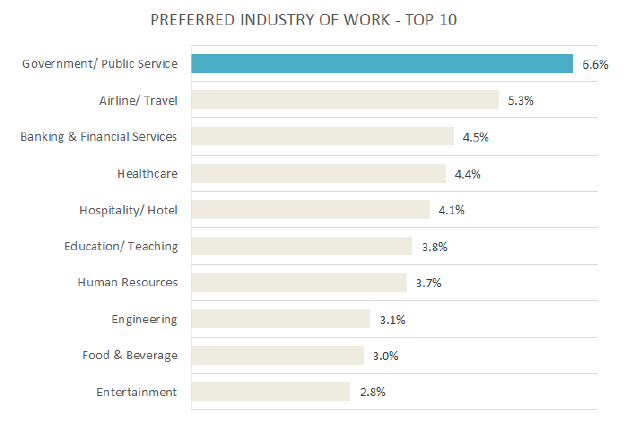 PREFERRED INDUSTRY OF WORK - TOP 10
Government/ Public Service 6.6%
Airline/ Travel 5.3%
Banking & Financial Services 4.5%
Healthcare 4.4%
Hospitality/ Hotel 4.1%
Education/ Teaching 3.8%
Human Resources 3.7%
Engineering 3.1%
Food & Beverage 3.0%
Entertainment 2.8%